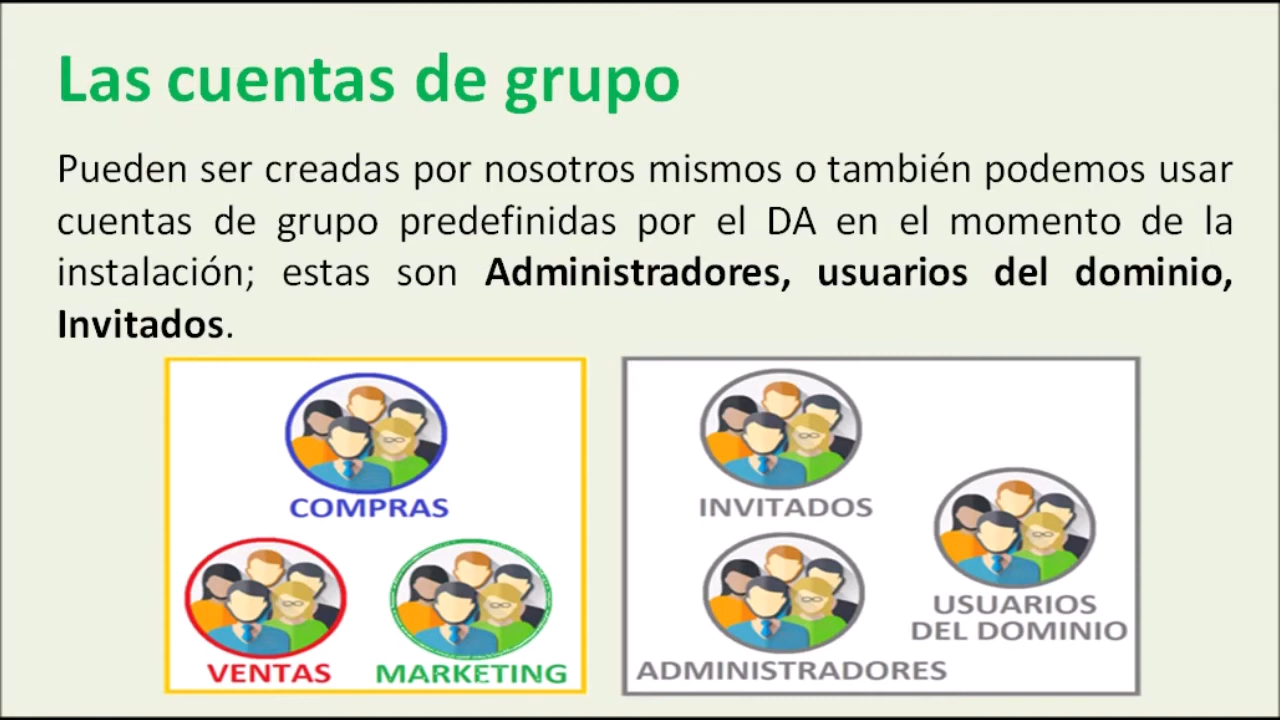 Las cuentas de grupo
Pueden ser creadas por nosotros mismos o también podemos usar
cuentas de grupo predefinidas por el DA en el momento de la
instalación; estas son Administradores, usuarios del dominio,
Invitados.
COMPRAS
VENTAS
MARKETING
INVITADOS
ADMINISTRADORES
USUARIOS
DEL DOMINIO